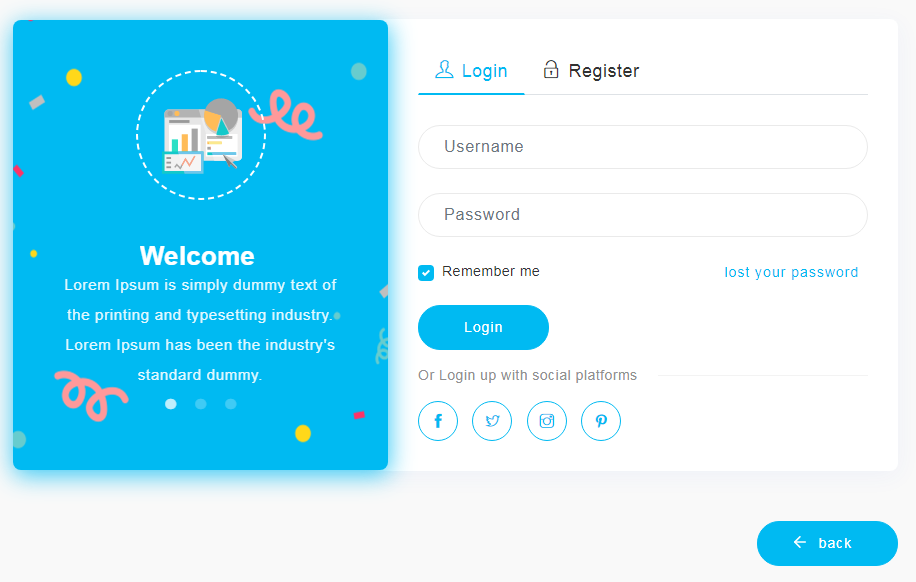 Login
Register
Username
Password
Remember me
lost your password
Login
Or Login up with social platforms
Welcome
Lorem Ipsum is simply dummy text of
the printing and typesetting industry.
Lorem Ipsum has been the industry's
standard dummy.
back